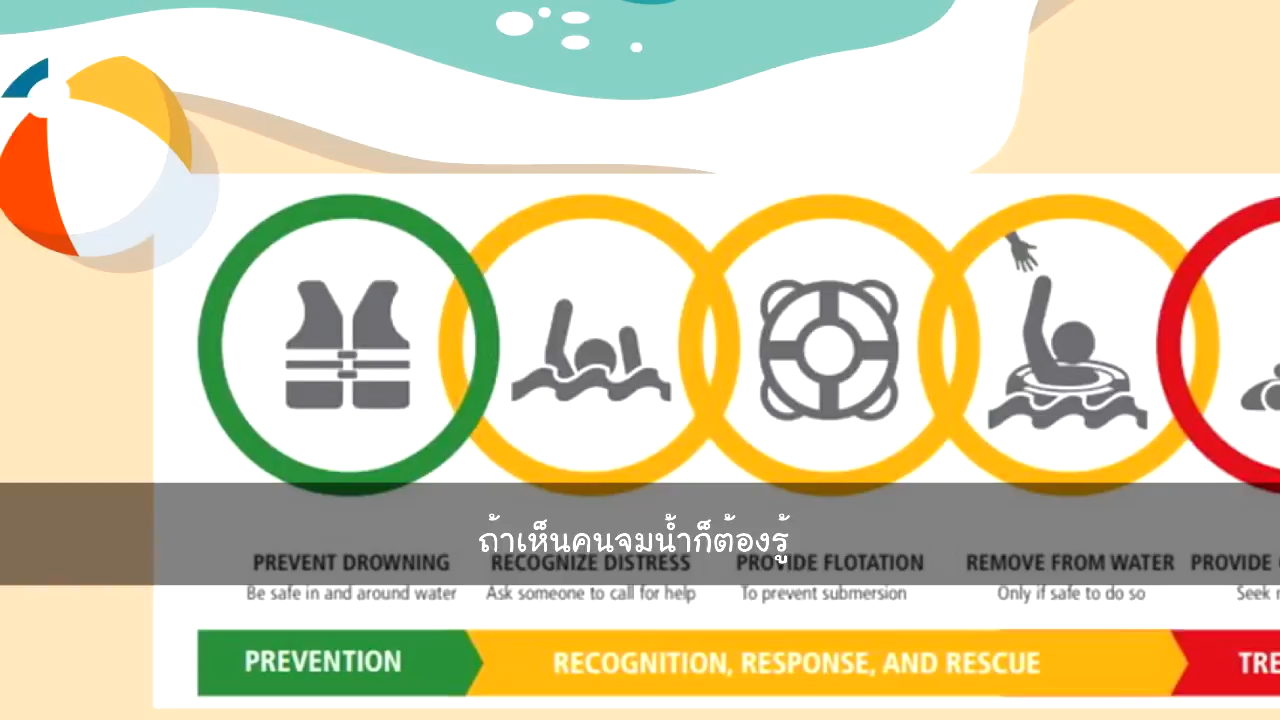 ถ้าเห็นคนจมน้ำก็ต้องรู้
PREVENT DROWNING
Be safe in and around water
RECOGNIZE DISTRESS
Ask someone to call for help
PROVIDE FLOTATION
To prevent submersion
REMOVE FROM WATER
Only if safe to do so
PROVIDE
Seek
PREVENTION
RECOGNITION, RESPONSE, AND RESCUE